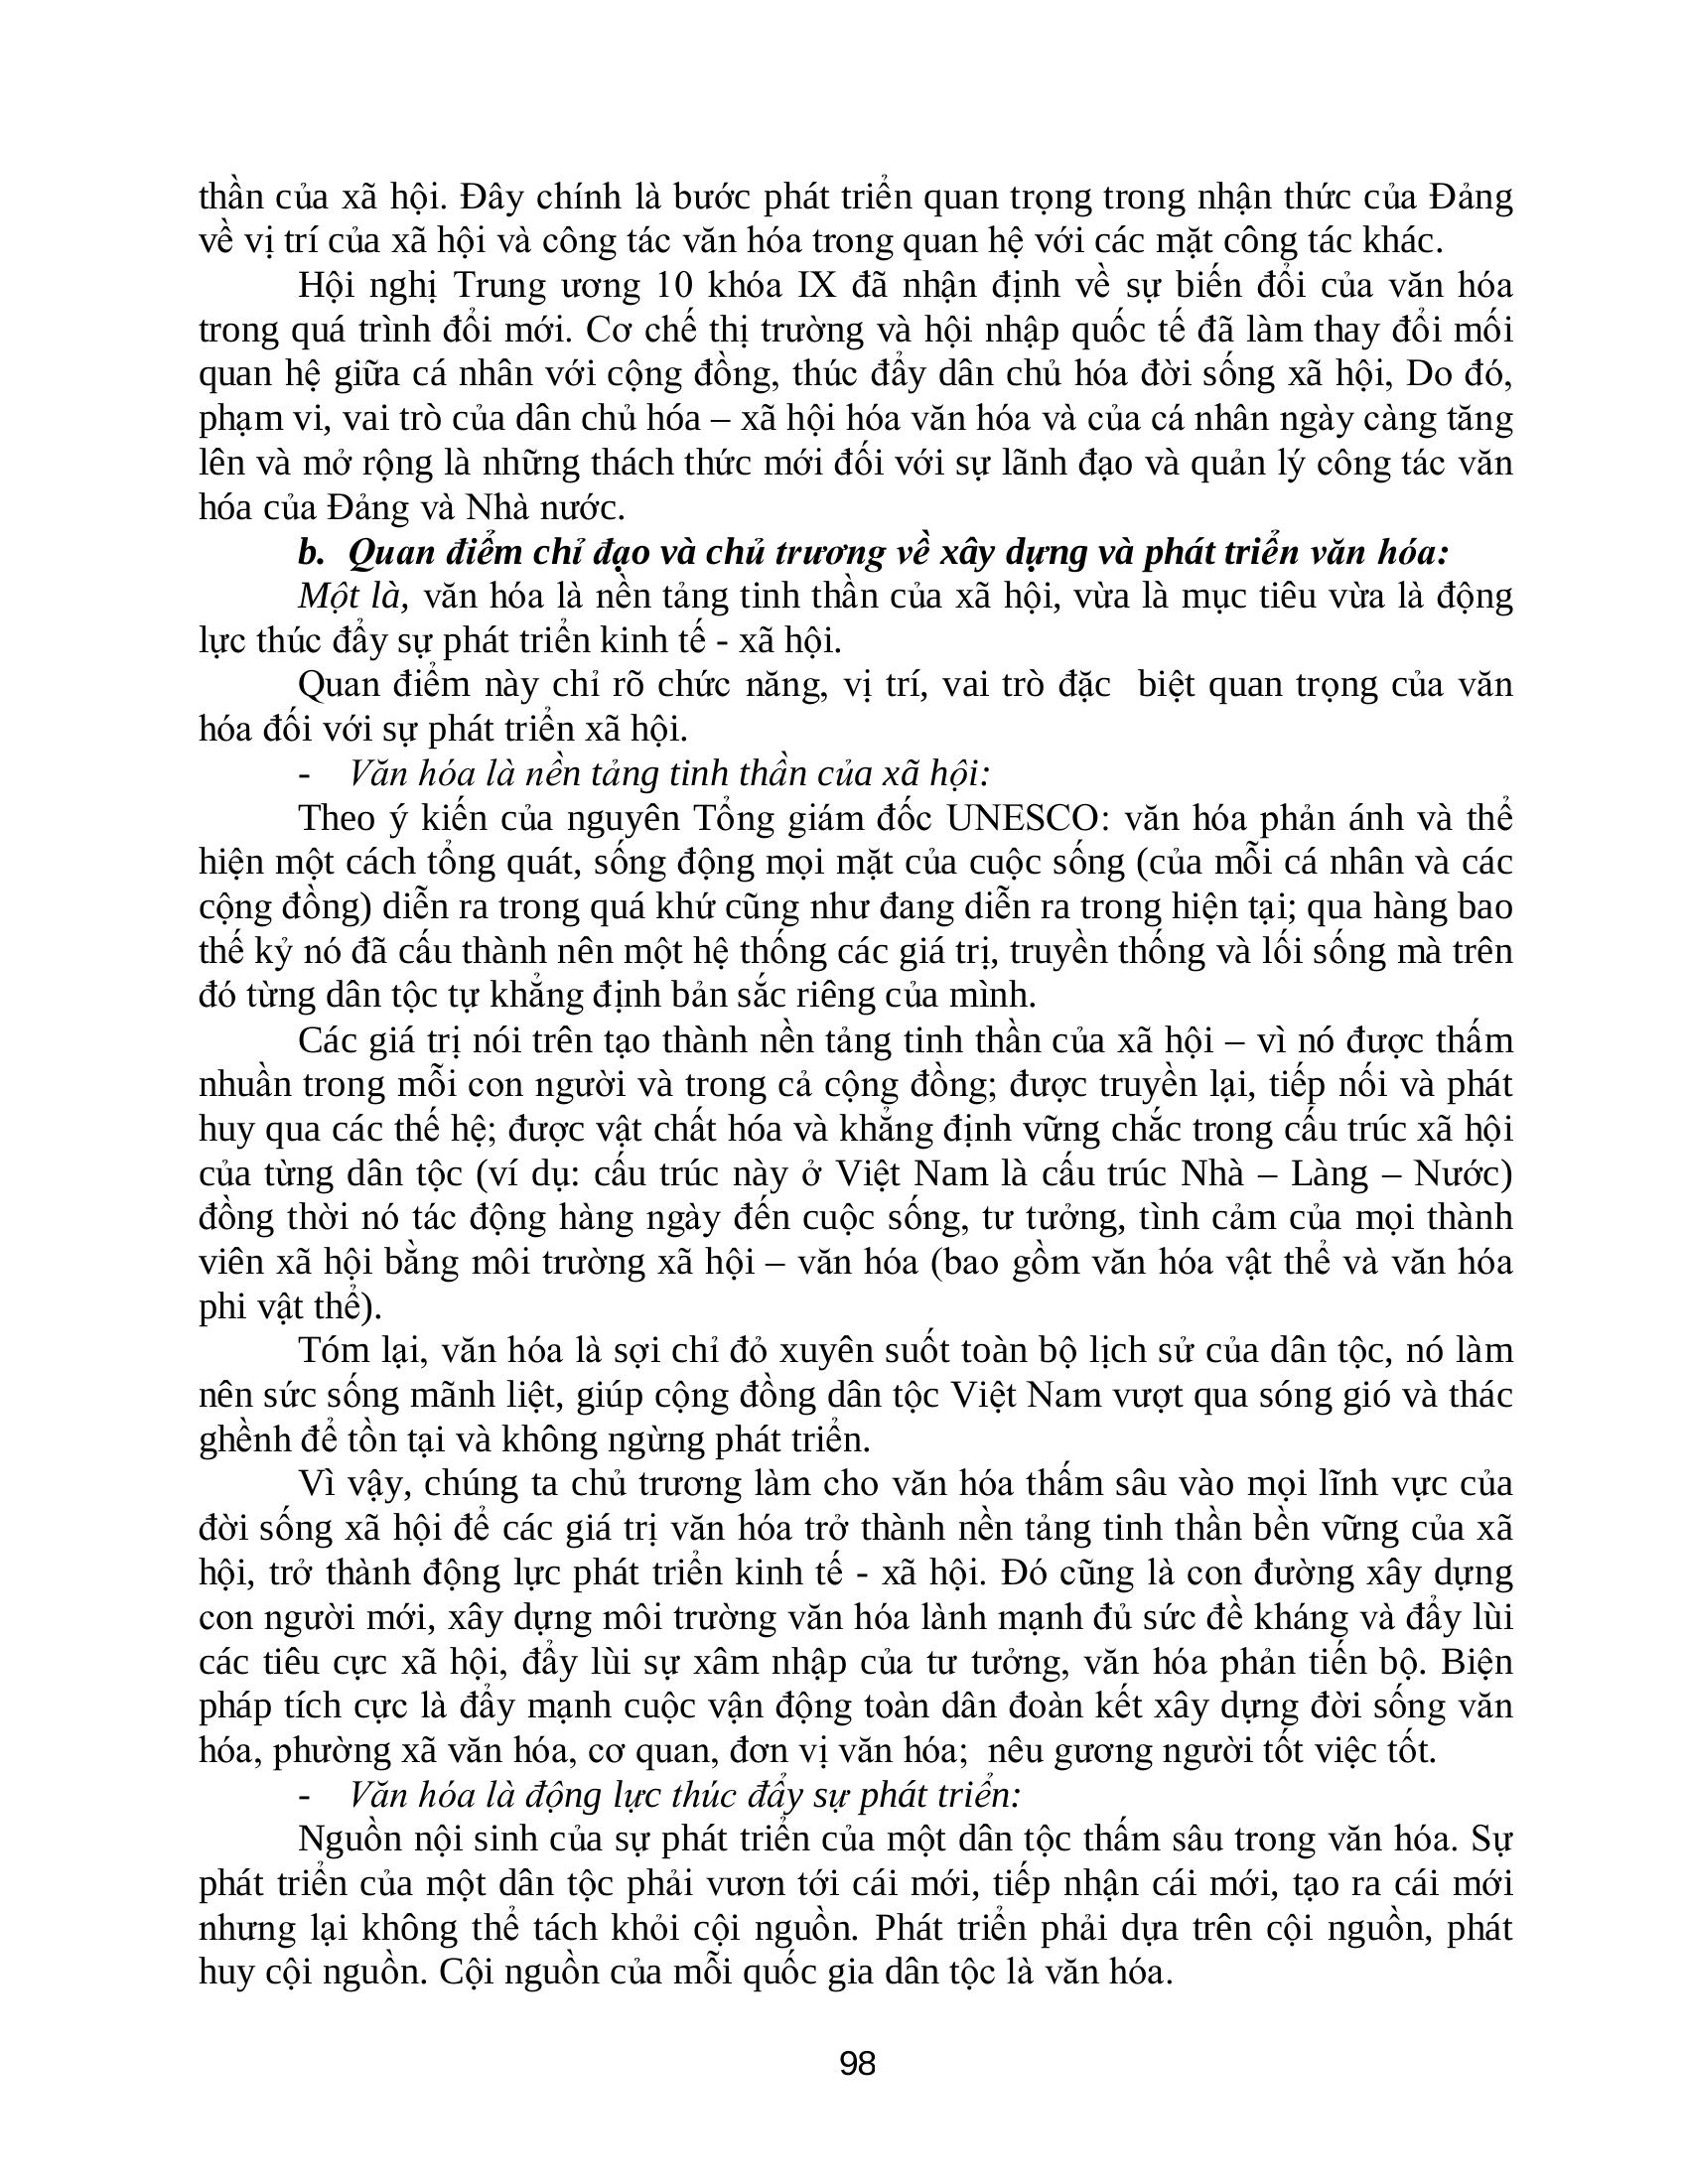 thần của xã hội. Đây chính là bước phát triển quan trọng trong nhận thức của Đảng
về vị trí của xã hội và công tác văn hóa trong quan hệ với các mặt công tác khác.
Hội nghị Trung ương 10 khóa IX đã nhận định về sự biến đổi của văn hóa
trong quá trình đổi mới. Cơ chế thị trường và hội nhập quốc tế đã làm thay đổi mối
quan hệ giữa cá nhân với cộng đồng, thúc đẩy dân chủ hóa đời sống xã hội, Do đó,
phạm vi, vai trò của dân chủ hóa – xã hội hóa văn hóa và của cá nhân ngày càng tăng
lên và mở rộng là những thách thức mới đối với sự lãnh đạo và quản lý công tác văn
hóa của Đảng và Nhà nước.
b. Quan điểm chỉ đạo và chủ trương về xây dựng và phát triển văn hóa:
Một là, văn hóa là nền tảng tinh thần của xã hội, vừa là mục tiêu vừa là động
lực thúc đẩy sự phát triển kinh tế - xã hội.
Quan điểm này chỉ rõ chức năng, vị trí, vai trò đặc  biệt quan trọng của văn
hóa đối với sự phát triển xã hội.
- Văn hóa là nền tảng tinh thần của xã hội:
Theo ý kiến của nguyên Tổng giám đốc UNESCO: văn hóa phản ánh và thể
hiện một cách tổng quát, sống động mọi mặt của cuộc sống (của mỗi cá nhân và các
cộng đồng) diễn ra trong quá khứ cũng như đang diễn ra trong hiện tại; qua hàng bao
thế kỷ nó đã cấu thành nên một hệ thống các giá trị, truyền thống và lối sống mà trên
đó từng dân tộc tự khẳng định bản sắc riêng của mình.
Các giá trị nói trên tạo thành nền tảng tinh thần của xã hội – vì nó được thấm
nhuần trong mỗi con người và trong cả cộng đồng; được truyền lại, tiếp nối và phát
huy qua các thế hệ; được vật chất hóa và khẳng định vững chắc trong cấu trúc xã hội
của từng dân tộc (ví dụ: cấu trúc này ở Việt Nam là cấu trúc Nhà – Làng – Nước)
đồng thời nó tác động hàng ngày đến cuộc sống, tư tưởng, tình cảm của mọi thành
viên xã hội bằng môi trường xã hội – văn hóa (bao gồm văn hóa vật thể và văn hóa
phi vật thể).
Tóm lại, văn hóa là sợi chỉ đỏ xuyên suốt toàn bộ lịch sử của dân tộc, nó làm
nên sức sống mãnh liệt, giúp cộng đồng dân tộc Việt Nam vượt qua sóng gió và thác
ghềnh để tồn tại và không ngừng phát triển.
Vì vậy, chúng ta chủ trương làm cho văn hóa thấm sâu vào mọi lĩnh vực của
đời sống xã hội để các giá trị văn hóa trở thành nền tảng tinh thần bền vững của xã
hội, trở thành động lực phát triển kinh tế - xã hội. Đó cũng là con đường xây dựng
con người mới, xây dựng môi trường văn hóa lành mạnh đủ sức đề kháng và đẩy lùi
các tiêu cực xã hội, đẩy lùi sự xâm nhập của tư tưởng, văn hóa phản tiến bộ. Biện
pháp tích cực là đẩy mạnh cuộc vận động toàn dân đoàn kết xây dựng đời sống văn
hóa, phường xã văn hóa, cơ quan, đơn vị văn hóa;  nêu gương người tốt việc tốt.
- Văn hóa là động lực thúc đẩy sự phát triển:
Nguồn nội sinh của sự phát triển của một dân tộc thấm sâu trong văn hóa. Sự
phát triển của một dân tộc phải vươn tới cái mới, tiếp nhận cái mới, tạo ra cái mới
nhưng lại không thể tách khỏi cội nguồn. Phát triển phải dựa trên cội nguồn, phát
huy cội nguồn. Cội nguồn của mỗi quốc gia dân tộc là văn hóa.
98